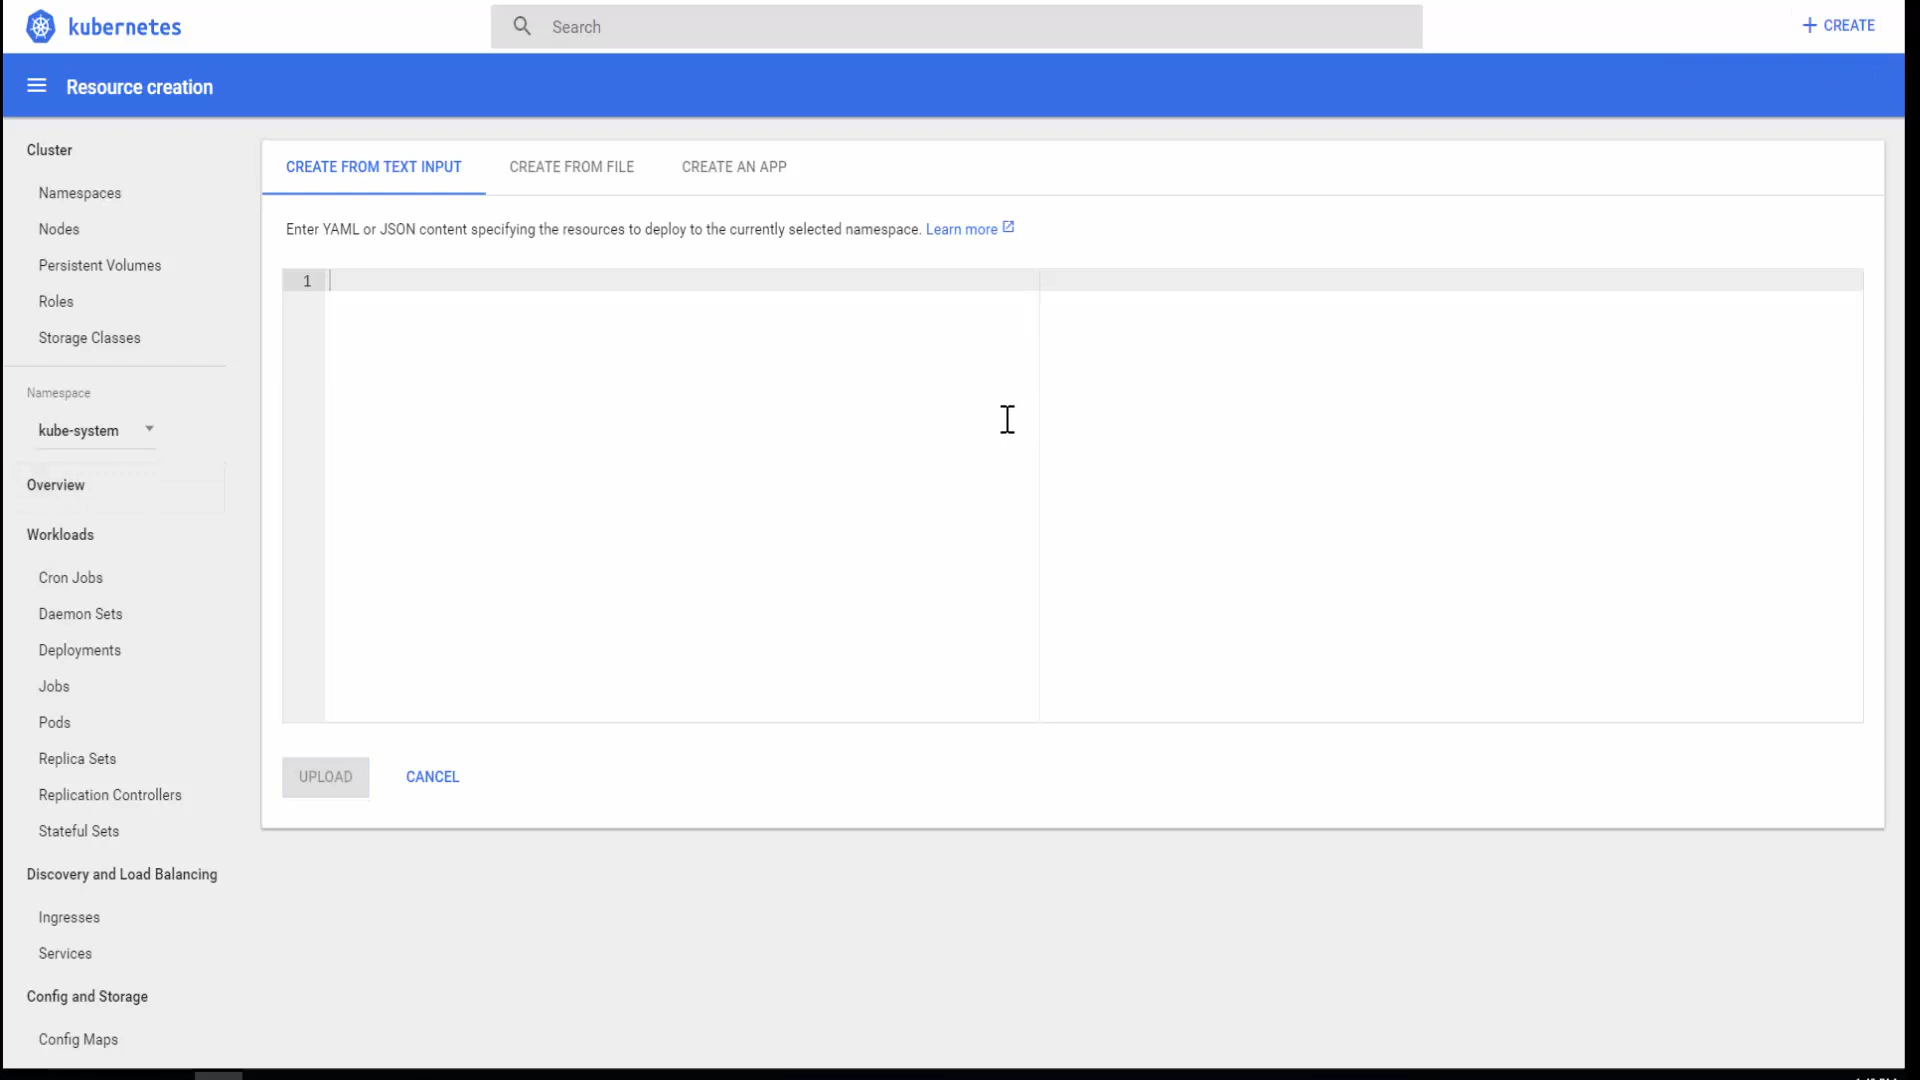 kubernetes
Search
CREATE
Resource creation
Cluster
Namespaces
Nodes
Persistent Volumes
Roles
Storage Classes
Namespace
kube-system
Overview
Workloads
Cron Jobs
Daemon Sets
Deployments
Jobs
Pods
Replica Sets
Replication Controllers
Stateful Sets
Discovery and Load Balancing
Ingresses
Services
Config and Storage
Config Maps
CREATE FROM TEXT INPUT CREATE FROM FILE CREATE AN APP
Enter YAML or JSON content specifying the resources to deploy to the currently selected namespace. Learn more
1
UPLOAD CANCEL